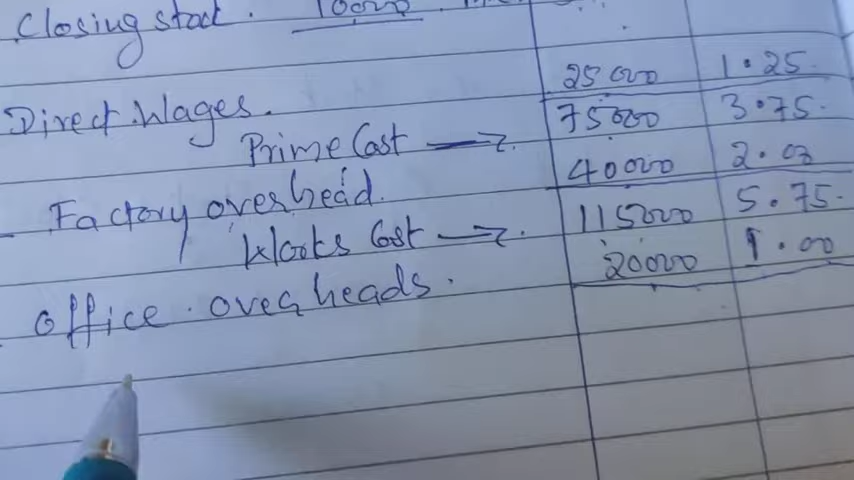 Closing stock. 10000
Direct Wages. 25000 1.25
Prime Cost → 75000 3.75
Factory overhead. 40000 2.00
Works Cost → 115000 5.75
Office overheads. 20000 1.00